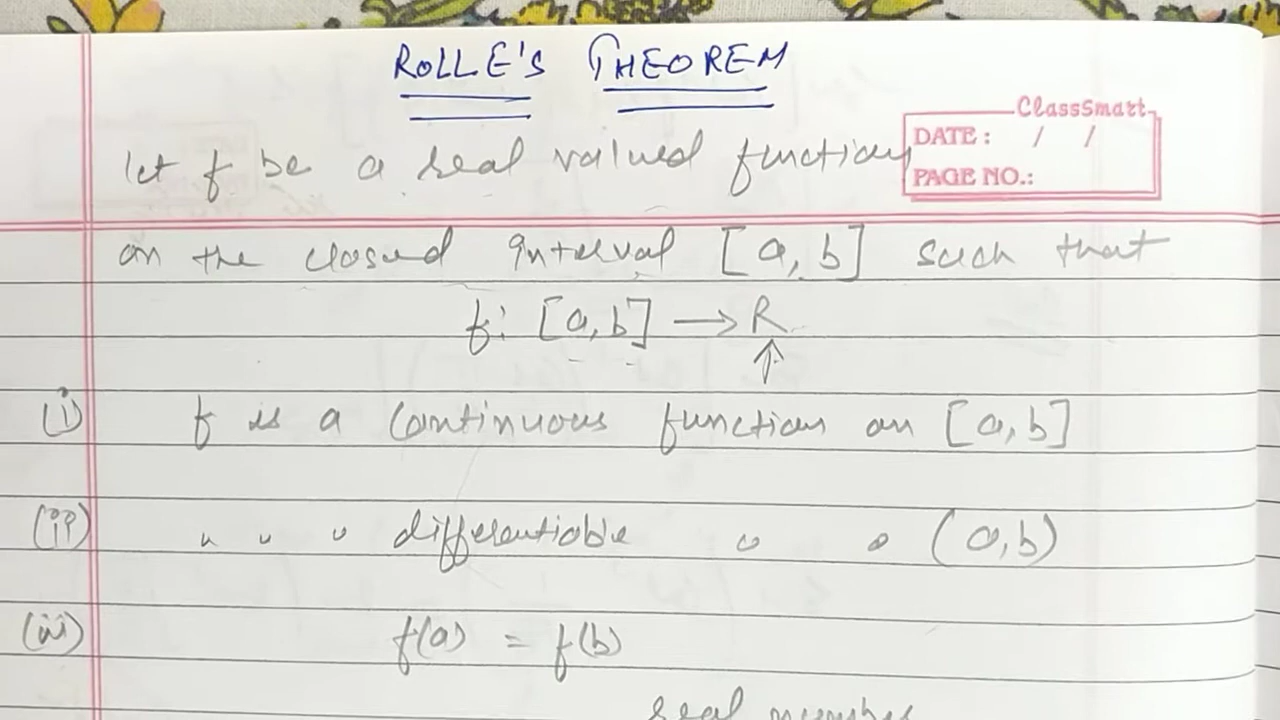 ROLLE'S THEOREM
ClassSmart
DATE : / /
PAGE NO.:
let f be a real valued function
on the closed interval [a, b] such that
f: [a,b] → R
↑
(i) f is a continuous function on [a,b]
(ii) " " " differentiable " " (a,b)
(iii) f(a) = f(b)
real number